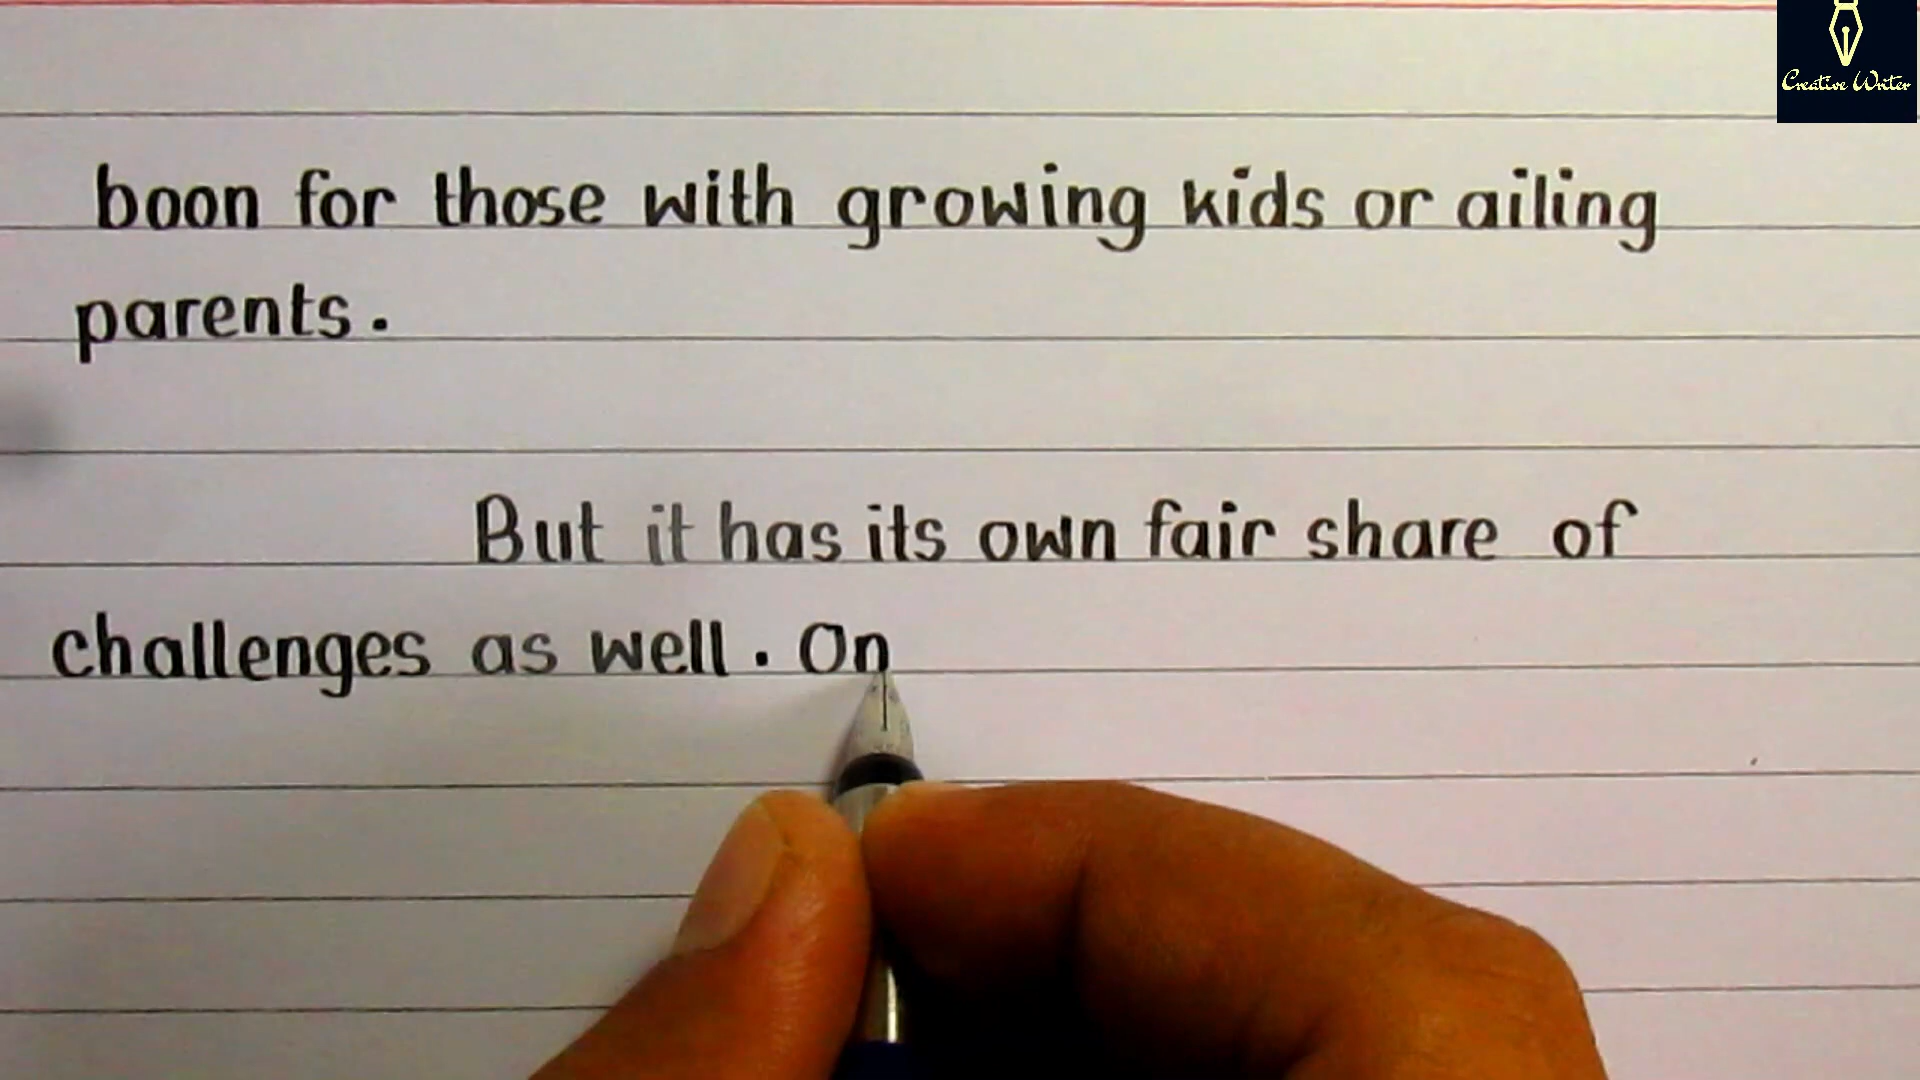 Creative Writer
boon for those with growing kids or ailing
parents.
But it has its own fair share of
challenges as well. On